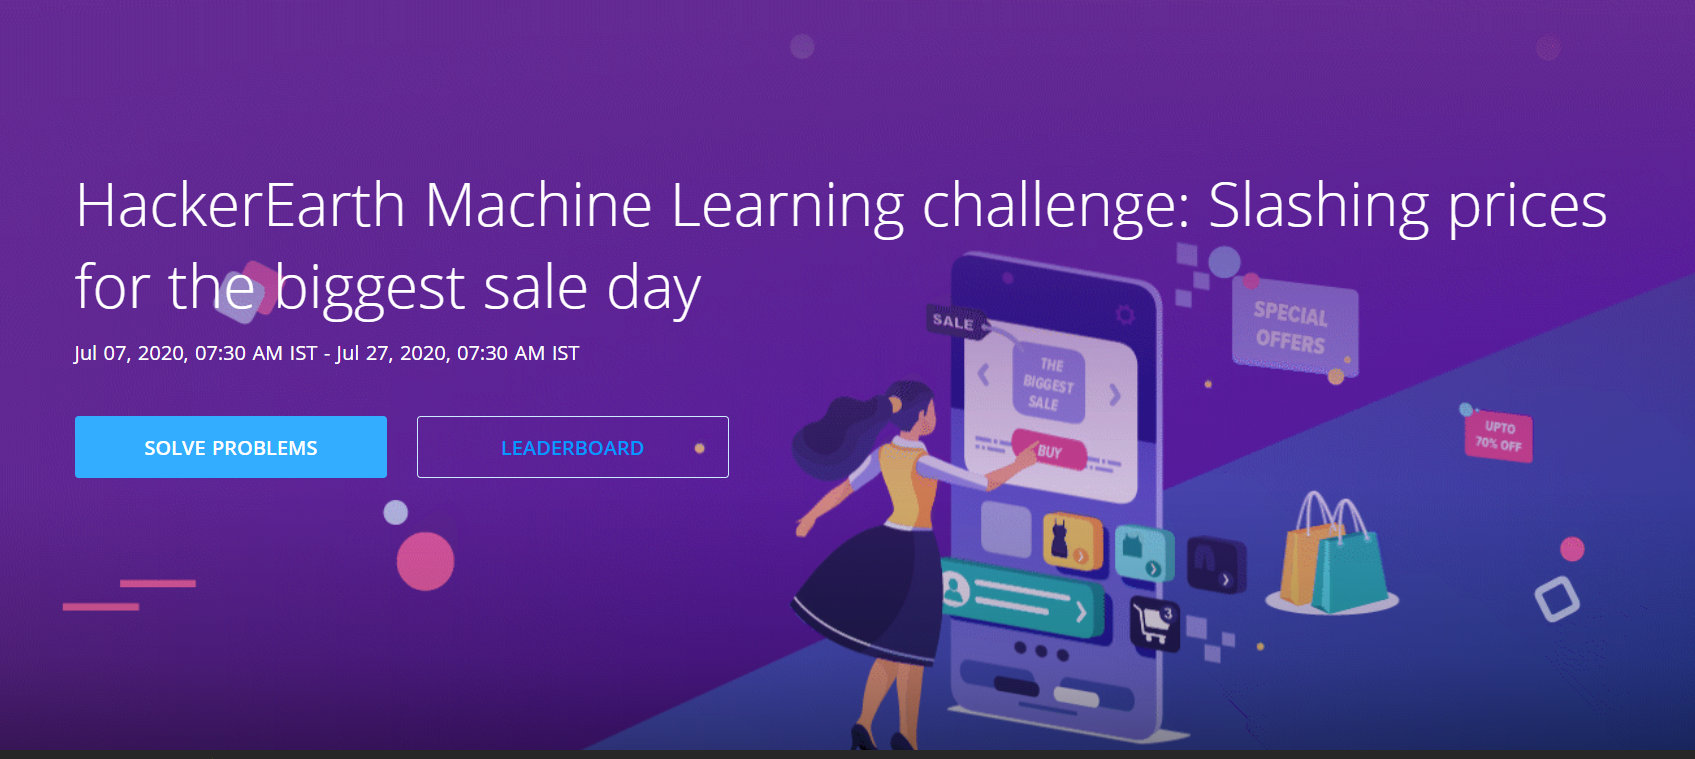 HackerEarth Machine Learning challenge: Slashing prices
for the biggest sale day
Jul 07, 2020, 07:30 AM IST - Jul 27, 2020, 07:30 AM IST
SOLVE PROBLEMS
LEADERBOARD
SALE
THE
BIGGEST
SALE
BUY
SPECIAL
OFFERS
UPTO
70% OFF
3